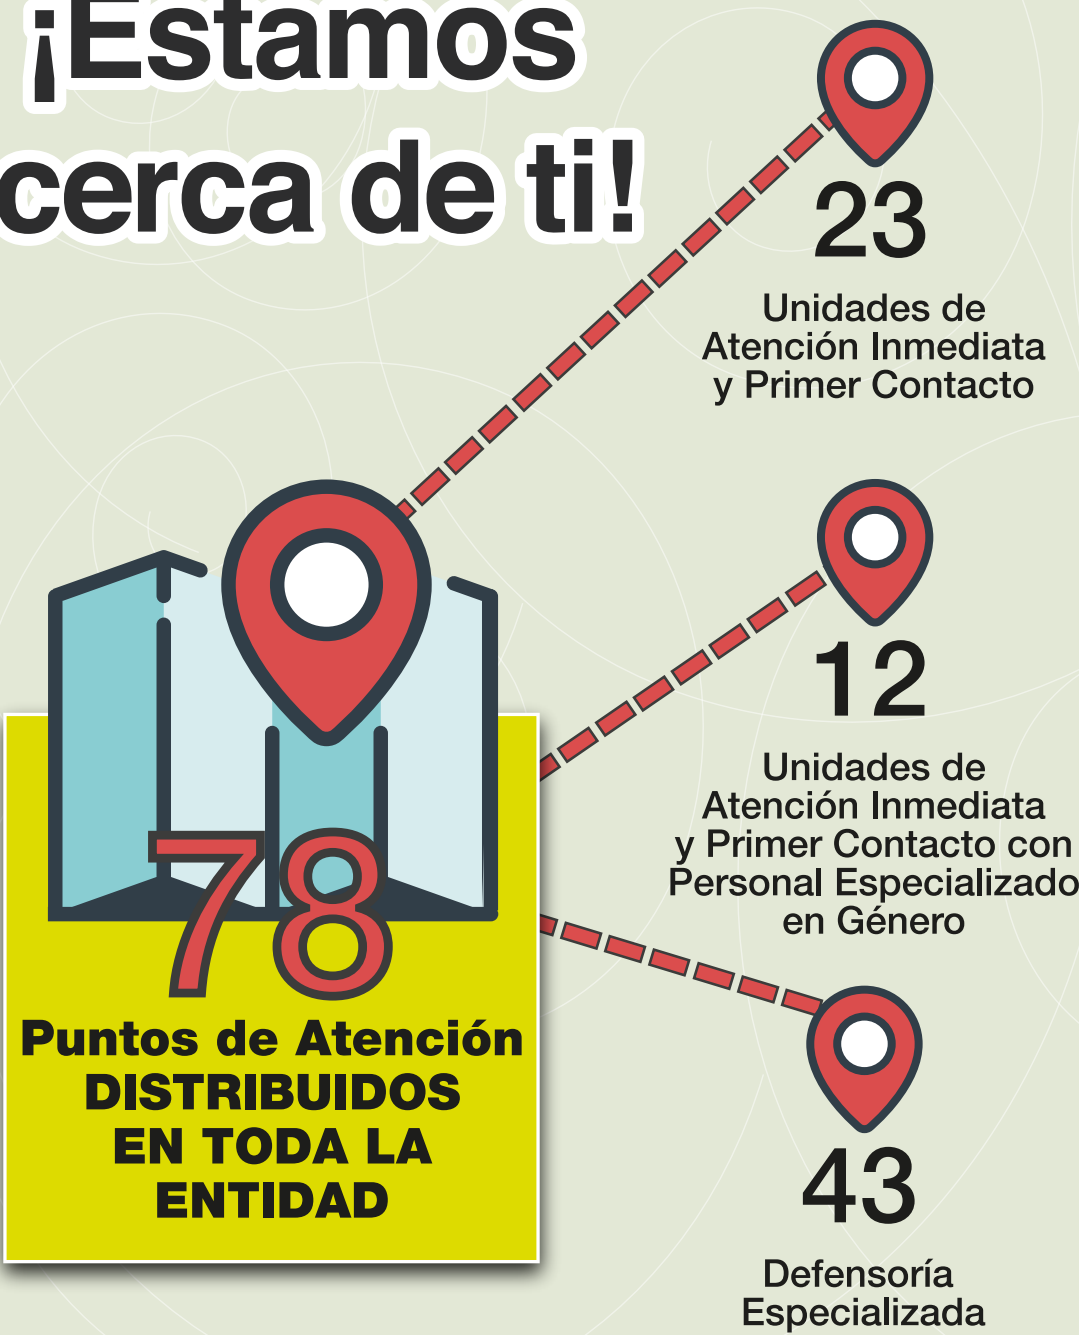 ¡Estamos
cerca de ti!
23
Unidades de
Atención Inmediata
y Primer Contacto
12
Unidades de
Atención Inmediata
y Primer Contacto con
Personal Especializado
en Género
78
Puntos de Atención
DISTRIBUIDOS
EN TODA LA
ENTIDAD
43
Defensoría
Especializada